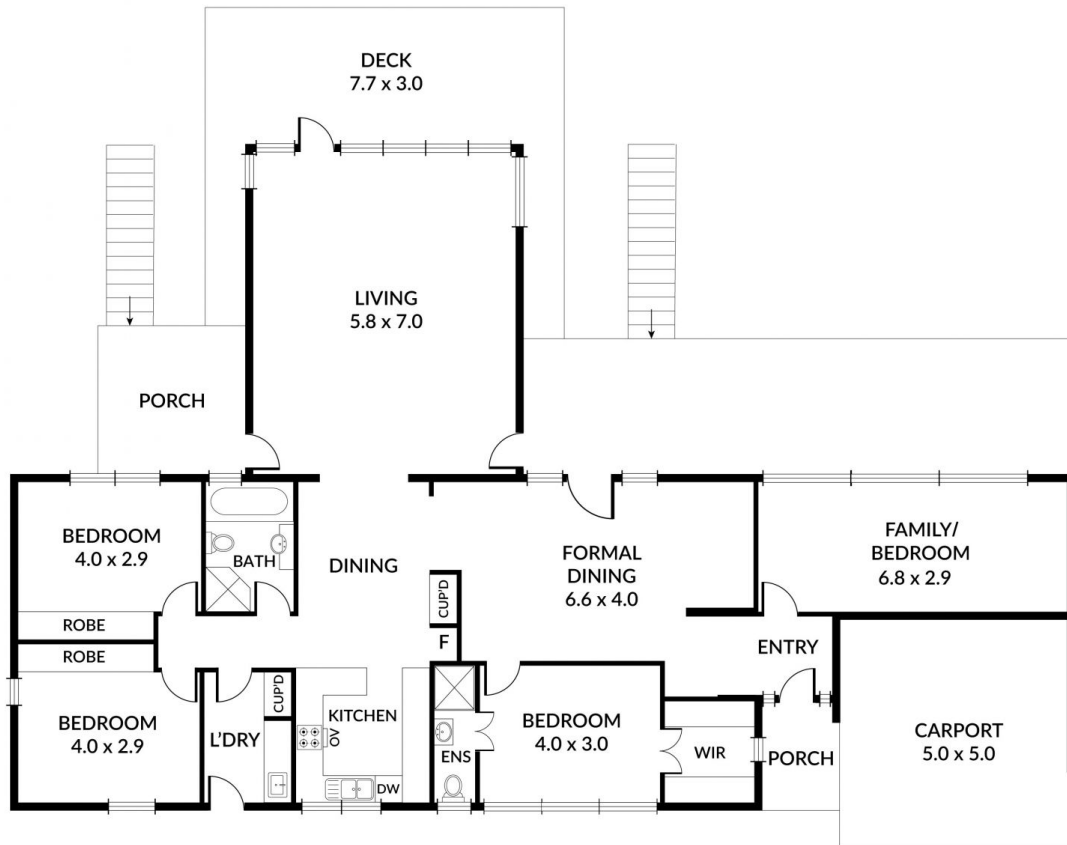 DECK
7.7 x 3.0
LIVING
5.8 x 7.0
PORCH
BEDROOM
4.0 x 2.9
BATH
DINING
FORMAL
DINING
6.6 x 4.0
FAMILY/
BEDROOM
6.8 x 2.9
CUP'D
F
ROBE
ROBE
ENTRY
BEDROOM
4.0 x 2.9
L'DRY
CUP'D
KITCHEN
OV
DW
ENS
BEDROOM
4.0 x 3.0
WIR
PORCH
CARPORT
5.0 x 5.0